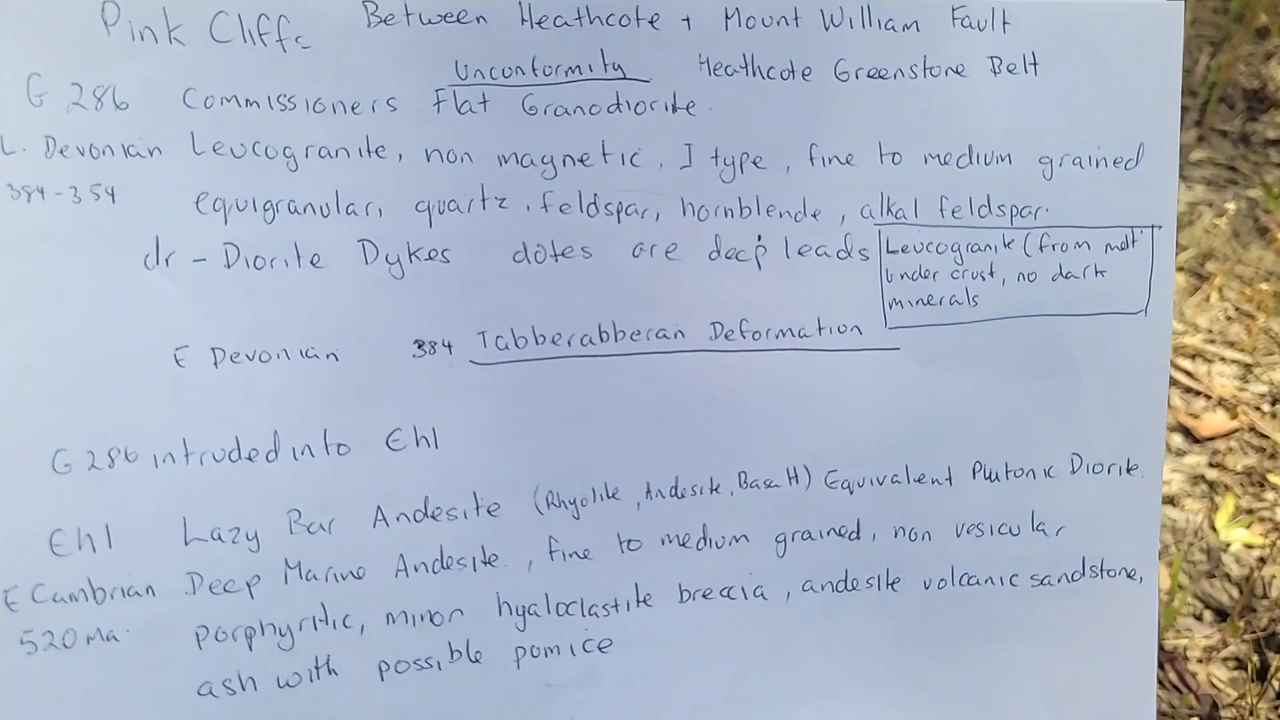 Pink Cliffs Between Heathcote + Mount William Fault
Unconformity Heathcote Greenstone Belt
G 286 Commissioners Flat Granodiorite.
L. Devonian Leucogranite, non magnetic, I type, fine to medium grained
384-354 equigranular, quartz, feldspar, hornblende, alkal feldspar.
dr - Diorite Dykes dotes are deep leads
Leucogranite (from melt
under crust, no dark
minerals
E Devonian 384 Tabberabberan Deformation
G 286 intruded into Єhl
Єhl Lazy Bar Andesite (Rhyolite, Andesite, Basalt) Equivalent Plutonic Diorite.
E Cambrian Deep Marine Andesite, fine to medium grained, non vesicular
520 Ma. porphyritic, minor hyaloclastite breccia, andesite volcanic sandstone,
ash with possible pomice